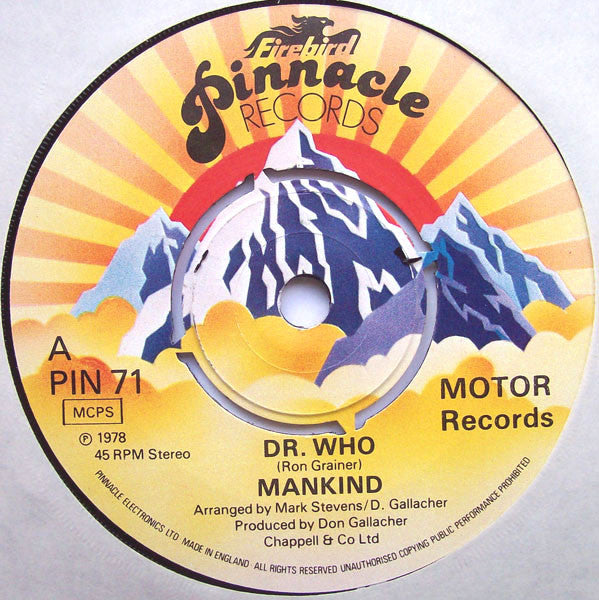 Firebird
Pinnacle
RECORDS
A
PIN 71
MCPS
℗ 1978
45 RPM Stereo
MOTOR
Records
DR. WHO
(Ron Grainer)
MANKIND
Arranged by Mark Stevens/D. Gallacher
Produced by Don Gallacher
Chappell & Co Ltd
PINNACLE ELECTRONICS LTD. MADE IN ENGLAND. ALL RIGHTS RESERVED UNAUTHORISED COPYING PUBLIC PERFORMANCE PROHIBITED